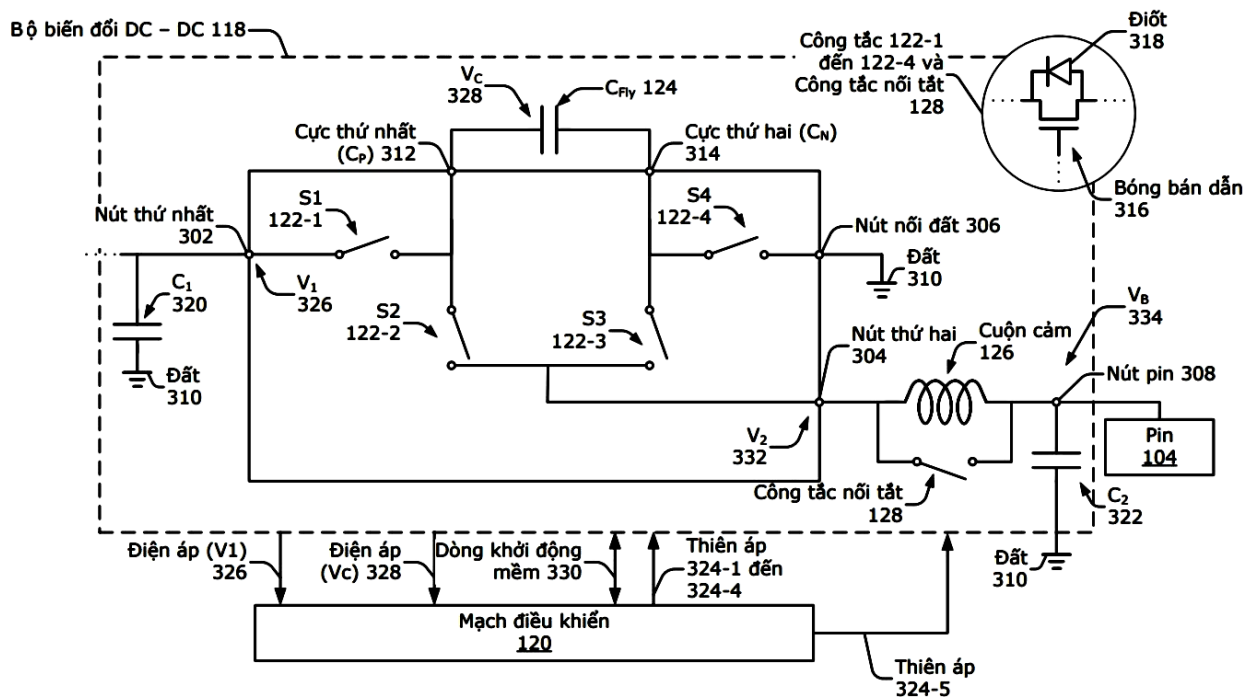 Bộ biến đổi DC – DC 118
Công tắc 122-1
đến 122-4 và
Công tắc nối tắt
128
Điốt
318
Bóng bán dẫn
316
V_C
328
C_Fly 124
Cực thứ nhất
(C_P) 312
Cực thứ hai (C_N)
314
S1
122-1
S4
122-4
Nút thứ nhất
302
Nút nối đất 306
V_1
326
Đất
310
C_1
320
Đất
310
S2
122-2
S3
122-3
Nút thứ hai
304
Cuộn cảm
126
V_B
334
Nút pin 308
V_2
332
Pin
104
Công tắc nối tắt
128
C_2
322
Đất
310
Điện áp (V1)
326
Điện áp
(Vc) 328
Dòng khởi động
mềm 330
Thiên áp
324-1 đến
324-4
Mạch điều khiển
120
Thiên áp
324-5